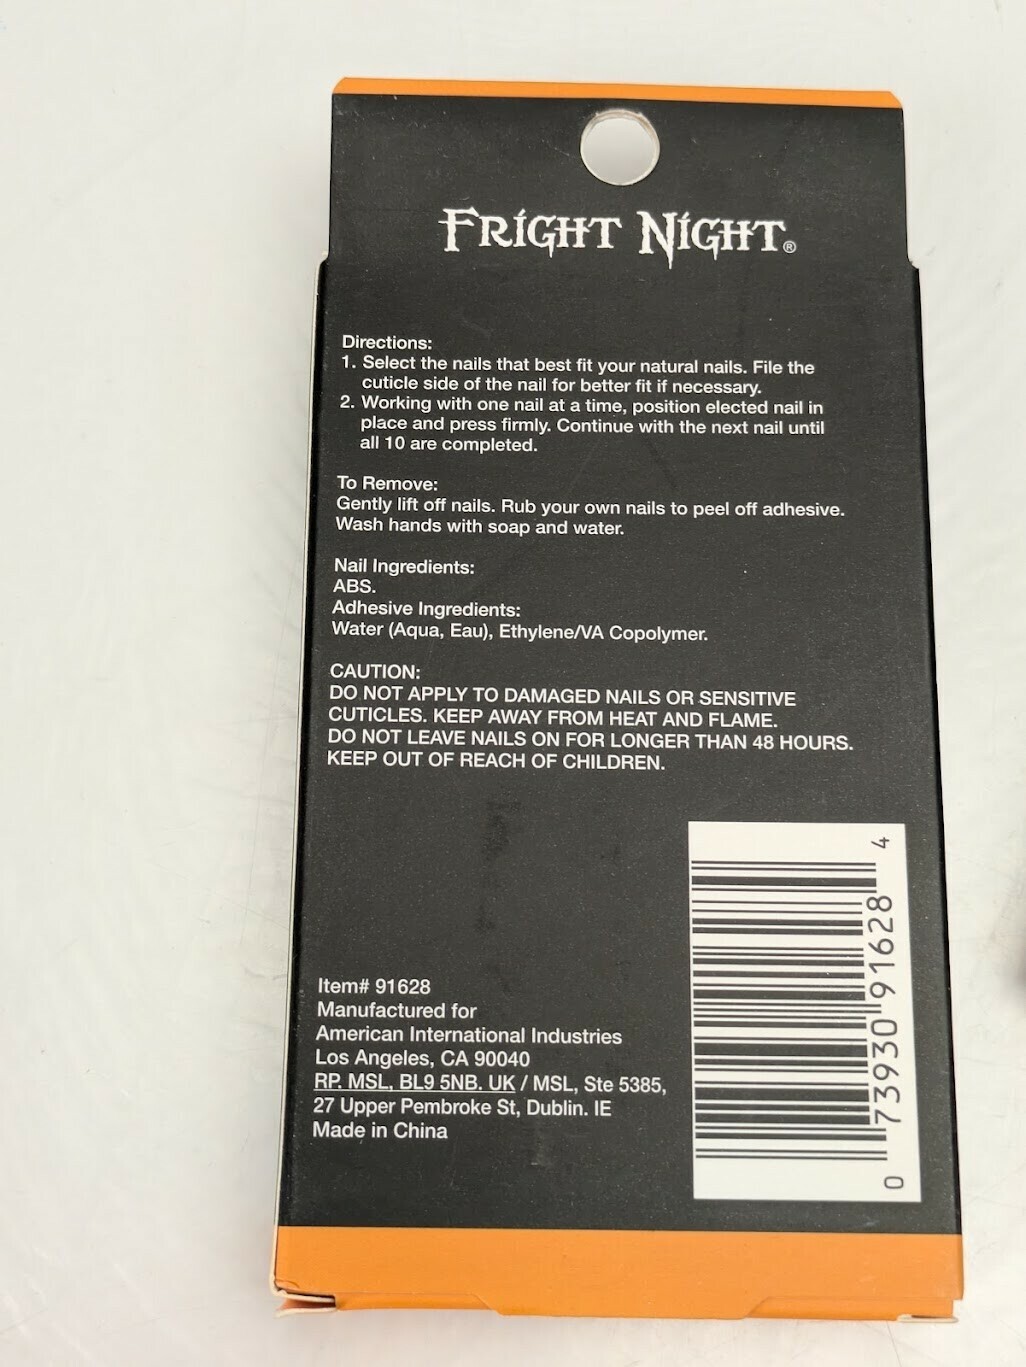 FRIGHT NIGHT®
Directions:
1. Select the nails that best fit your natural nails. File the
cuticle side of the nail for better fit if necessary.
2. Working with one nail at a time, position elected nail in
place and press firmly. Continue with the next nail until
all 10 are completed.
To Remove:
Gently lift off nails. Rub your own nails to peel off adhesive.
Wash hands with soap and water.
Nail Ingredients:
ABS.
Adhesive Ingredients:
Water (Aqua, Eau), Ethylene/VA Copolymer.
CAUTION:
DO NOT APPLY TO DAMAGED NAILS OR SENSITIVE
CUTICLES. KEEP AWAY FROM HEAT AND FLAME.
DO NOT LEAVE NAILS ON FOR LONGER THAN 48 HOURS.
KEEP OUT OF REACH OF CHILDREN.
Item# 91628
Manufactured for
American International Industries
Los Angeles, CA 90040
RP. MSL, BL9 5NB. UK / MSL, Ste 5385,
27 Upper Pembroke St, Dublin. IE
Made in China
0 73930 91628 4